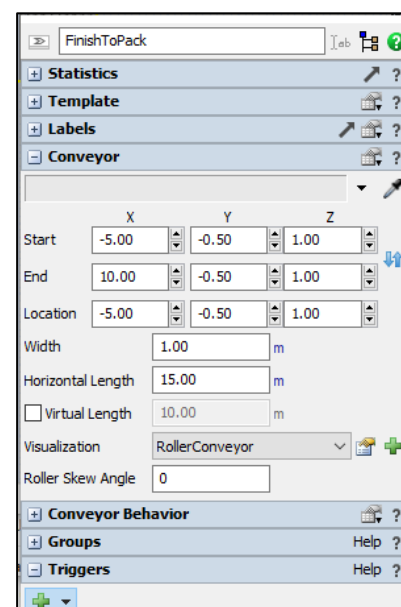 FinishToPack
Statistics ?
Template ?
Labels ?
Conveyor ?
X Y Z
Start -5.00 -0.50 1.00
End 10.00 -0.50 1.00
Location -5.00 -0.50 1.00
Width 1.00 m
Horizontal Length 15.00 m
Virtual Length 10.00 m
Visualization RollerConveyor
Roller Skew Angle 0
Conveyor Behavior ?
Groups Help ?
Triggers Help ?